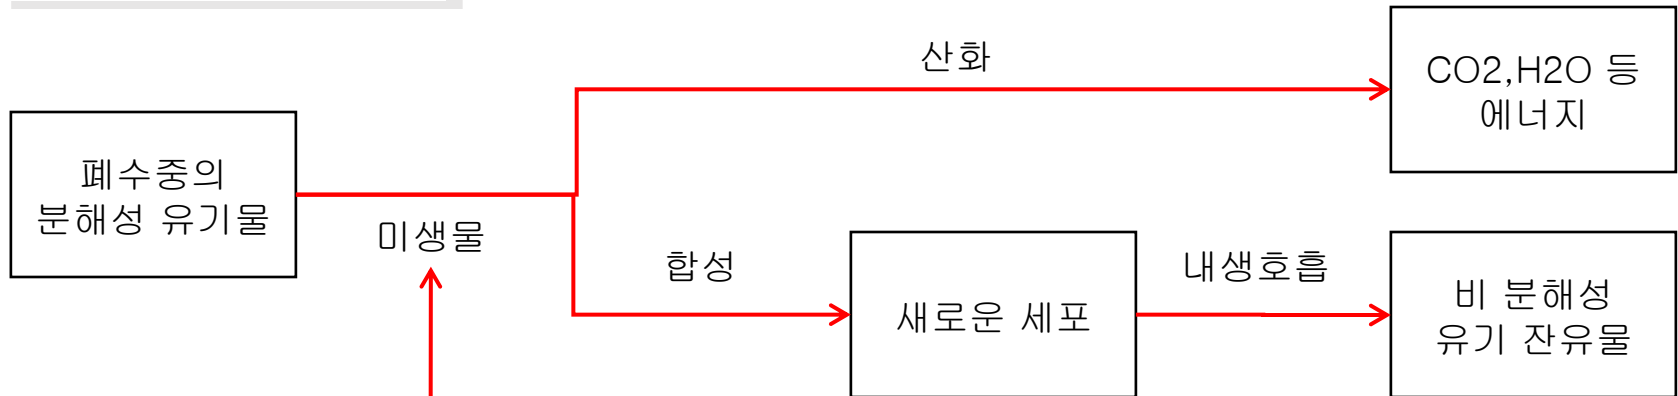 산화
CO2,H2O 등
에너지
폐수중의
분해성 유기물
미생물
합성
새로운 세포
내생호흡
비 분해성
유기 잔유물